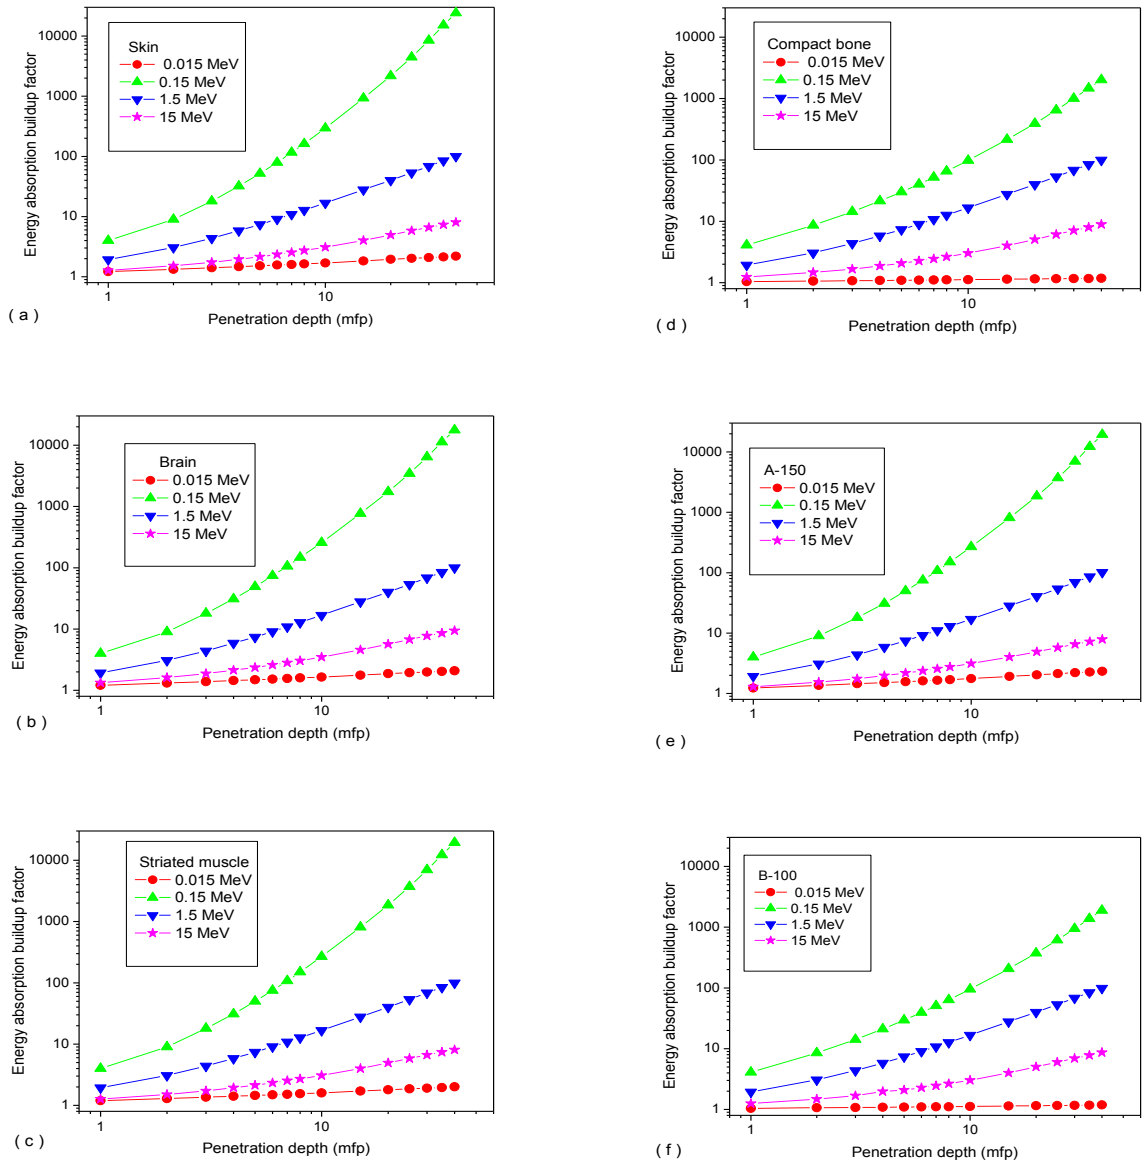 Energy absorption buildup factor
10000
1000
100
10
1
Skin
0.015 MeV
0.15 MeV
1.5 MeV
15 MeV
1
10
Penetration depth (mfp)
( a )
Energy absorption buildup factor
10000
1000
100
10
1
Brain
0.015 MeV
0.15 MeV
1.5 MeV
15 MeV
1
10
Penetration depth (mfp)
( b )
Energy absorption buildup factor
10000
1000
100
10
1
Striated muscle
0.015 MeV
0.15 MeV
1.5 MeV
15 MeV
1
10
Penetration depth (mfp)
( c )
Energy absorption buildup factor
10000
1000
100
10
1
Compact bone
0.015 MeV
0.15 MeV
1.5 MeV
15 MeV
1
10
Penetration depth (mfp)
( d )
Energy absorption buildup factor
10000
1000
100
10
1
A-150
0.015 MeV
0.15 MeV
1.5 MeV
15 MeV
1
10
Penetration depth (mfp)
( e )
Energy absorption buildup factor
10000
1000
100
10
1
B-100
0.015 MeV
0.15 MeV
1.5 MeV
15 MeV
1
10
Penetration depth (mfp)
( f )